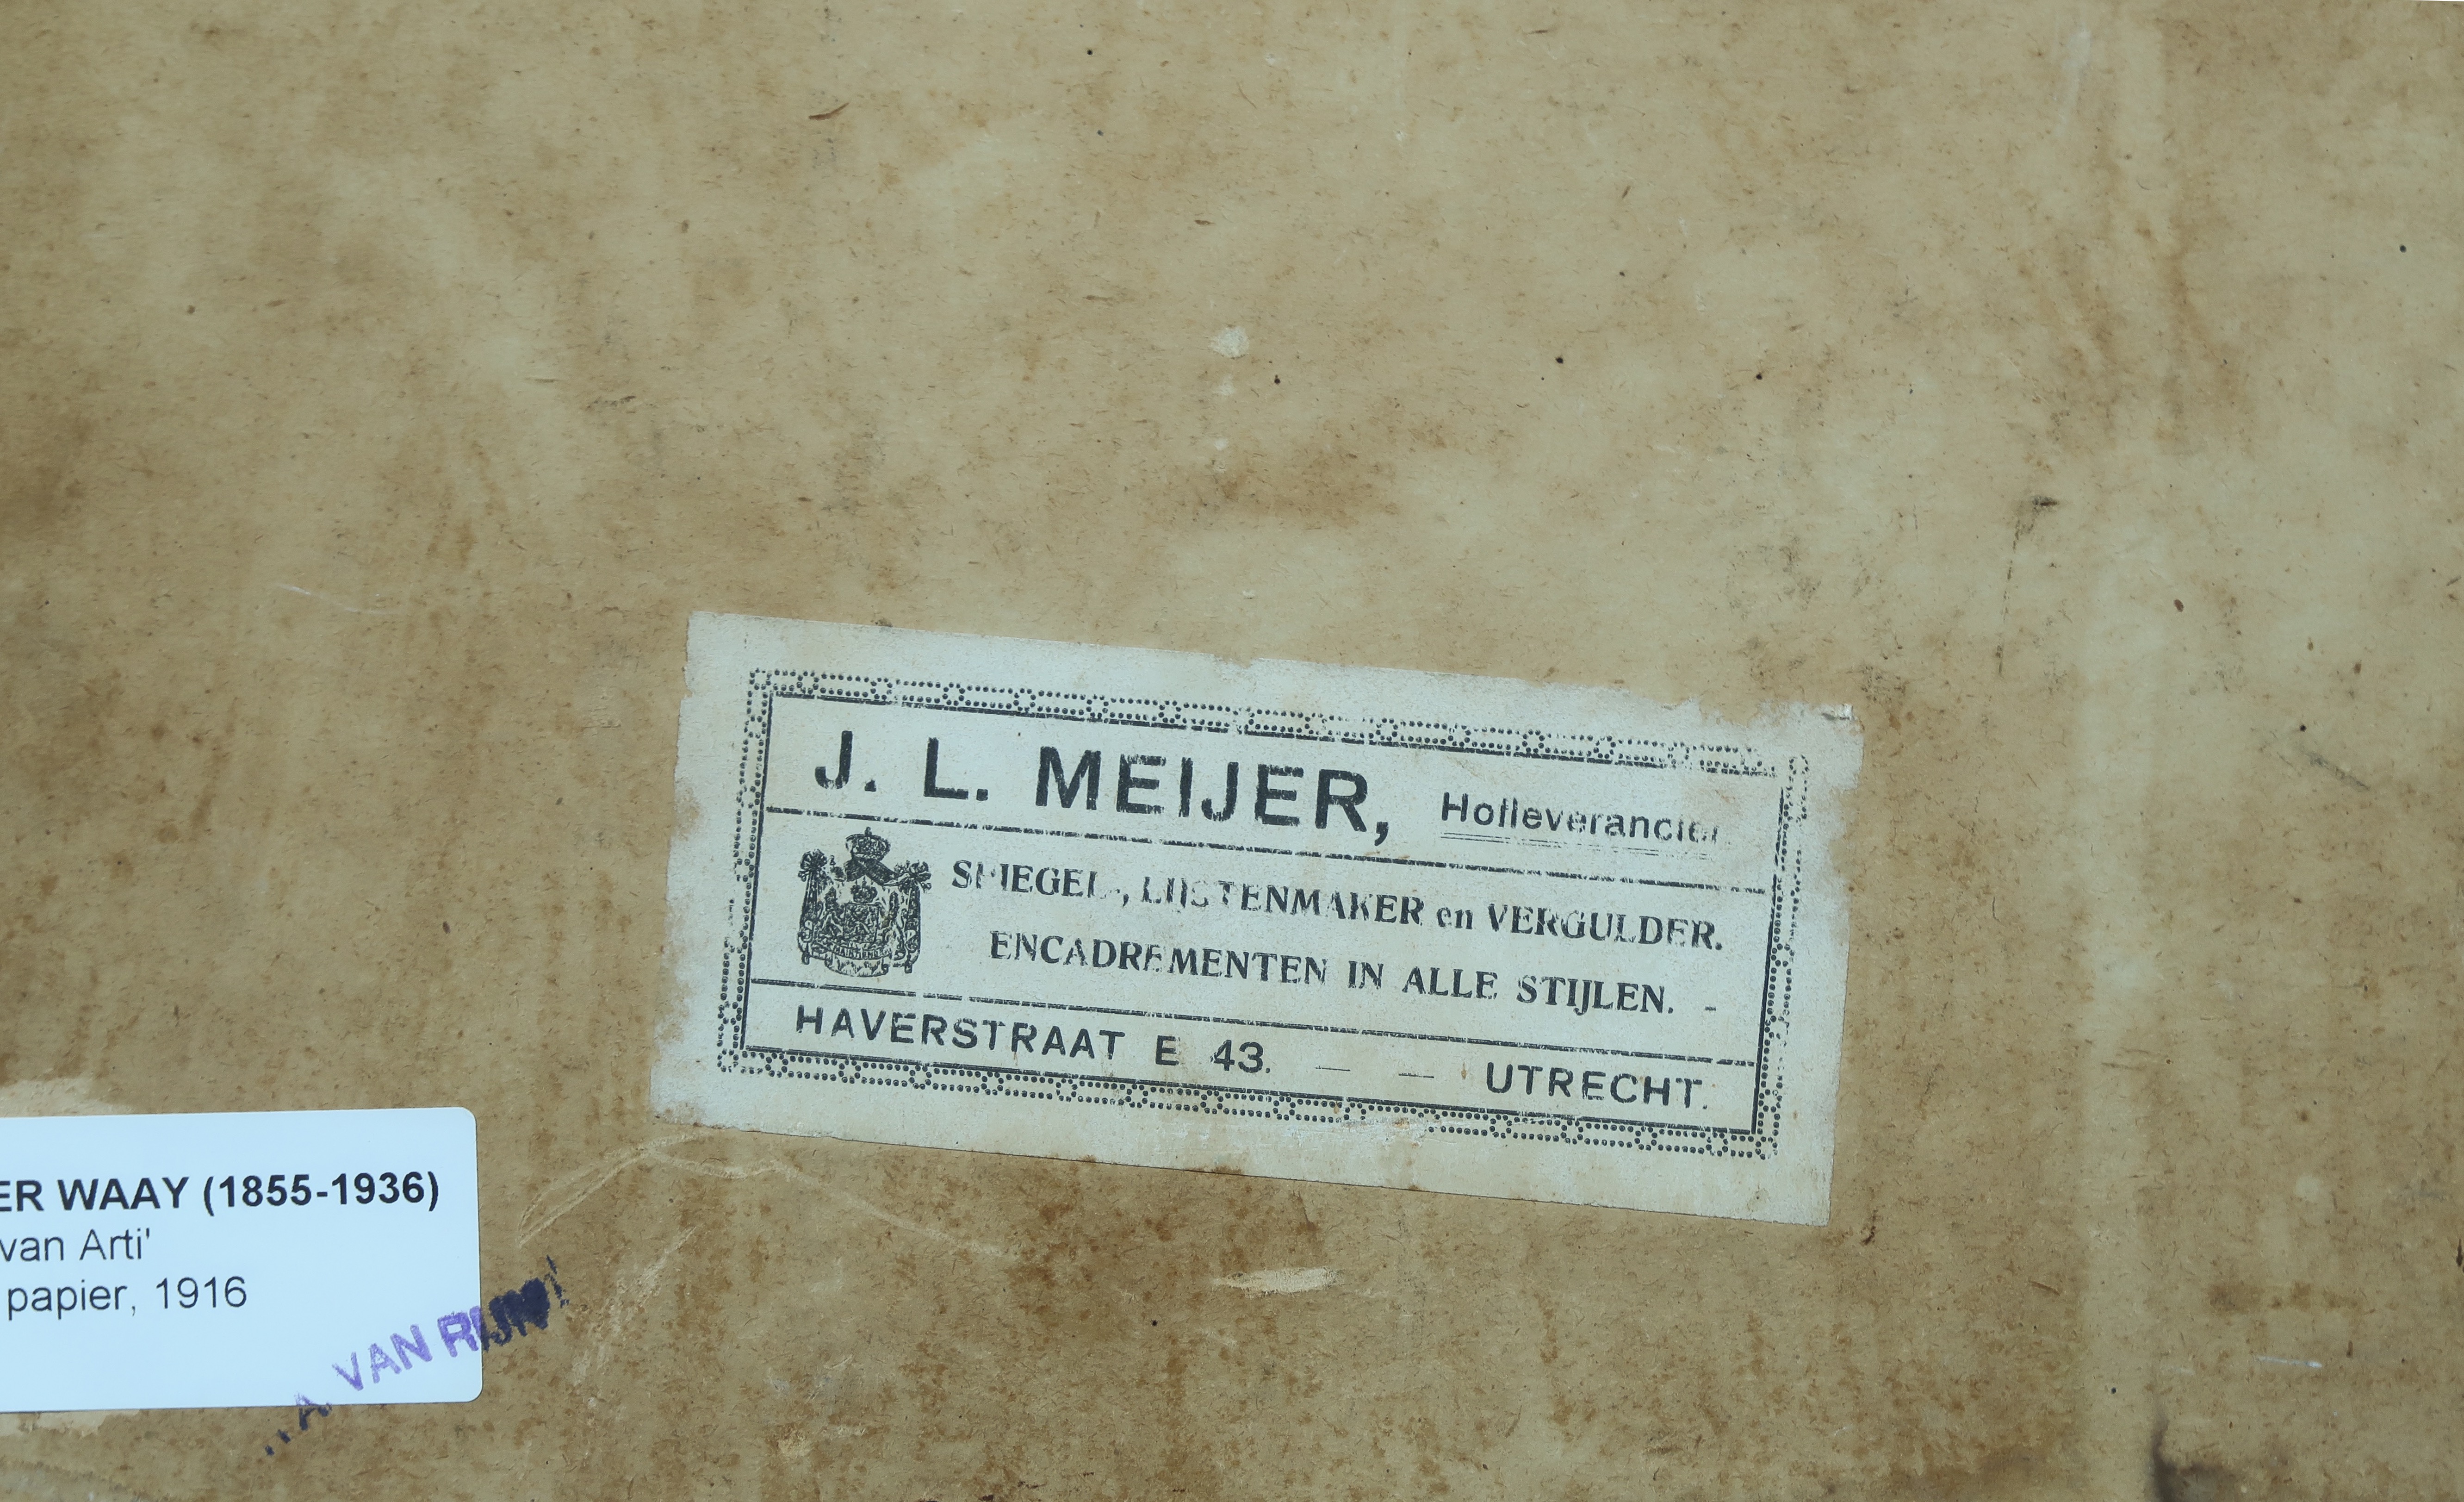 J. L. MEIJER, Hofleverancier.
SPIEGEL-, LIJSTENMAKER en VERGULDER.
ENCADREMENTEN IN ALLE STIJLEN. -
HAVERSTRAAT E 43. — — UTRECHT.
ER WAAY (1855-1936)
van Arti'
papier, 1916
A. VAN RIJN